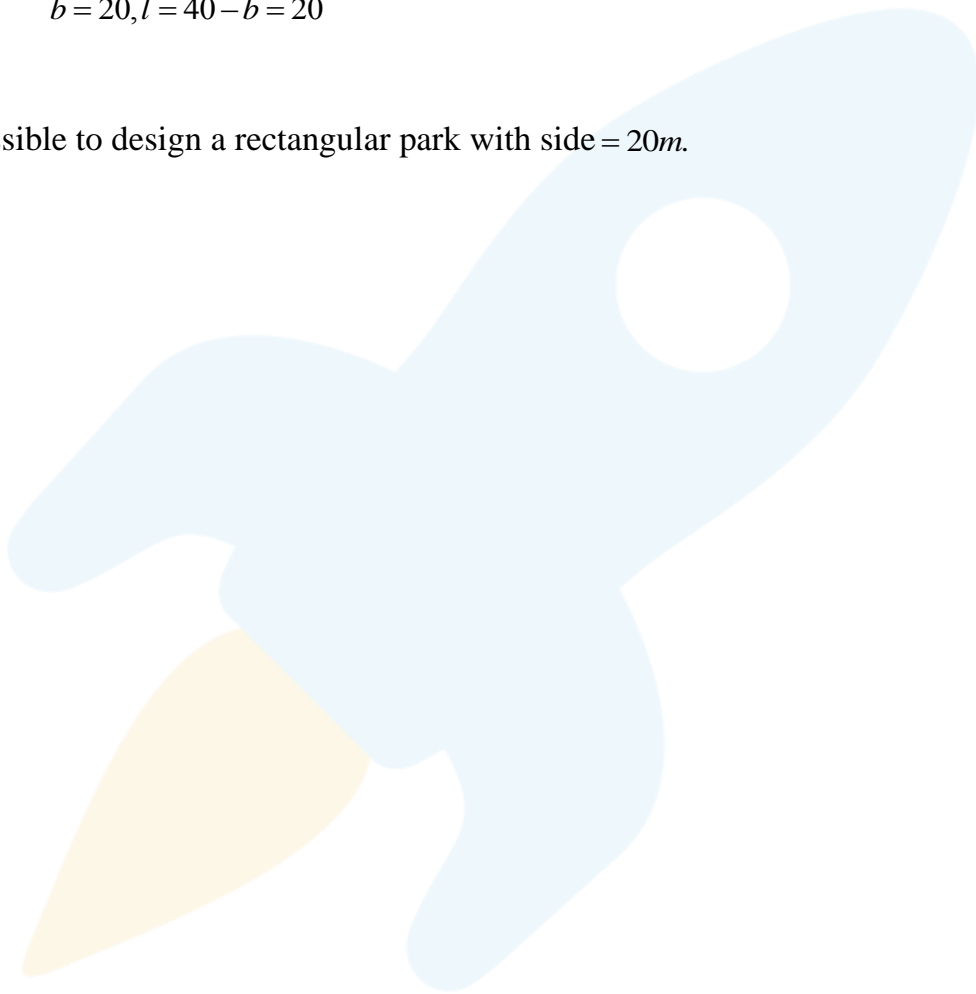 b = 20, l = 40 − b = 20
sible to design a rectangular park with side = 20m.